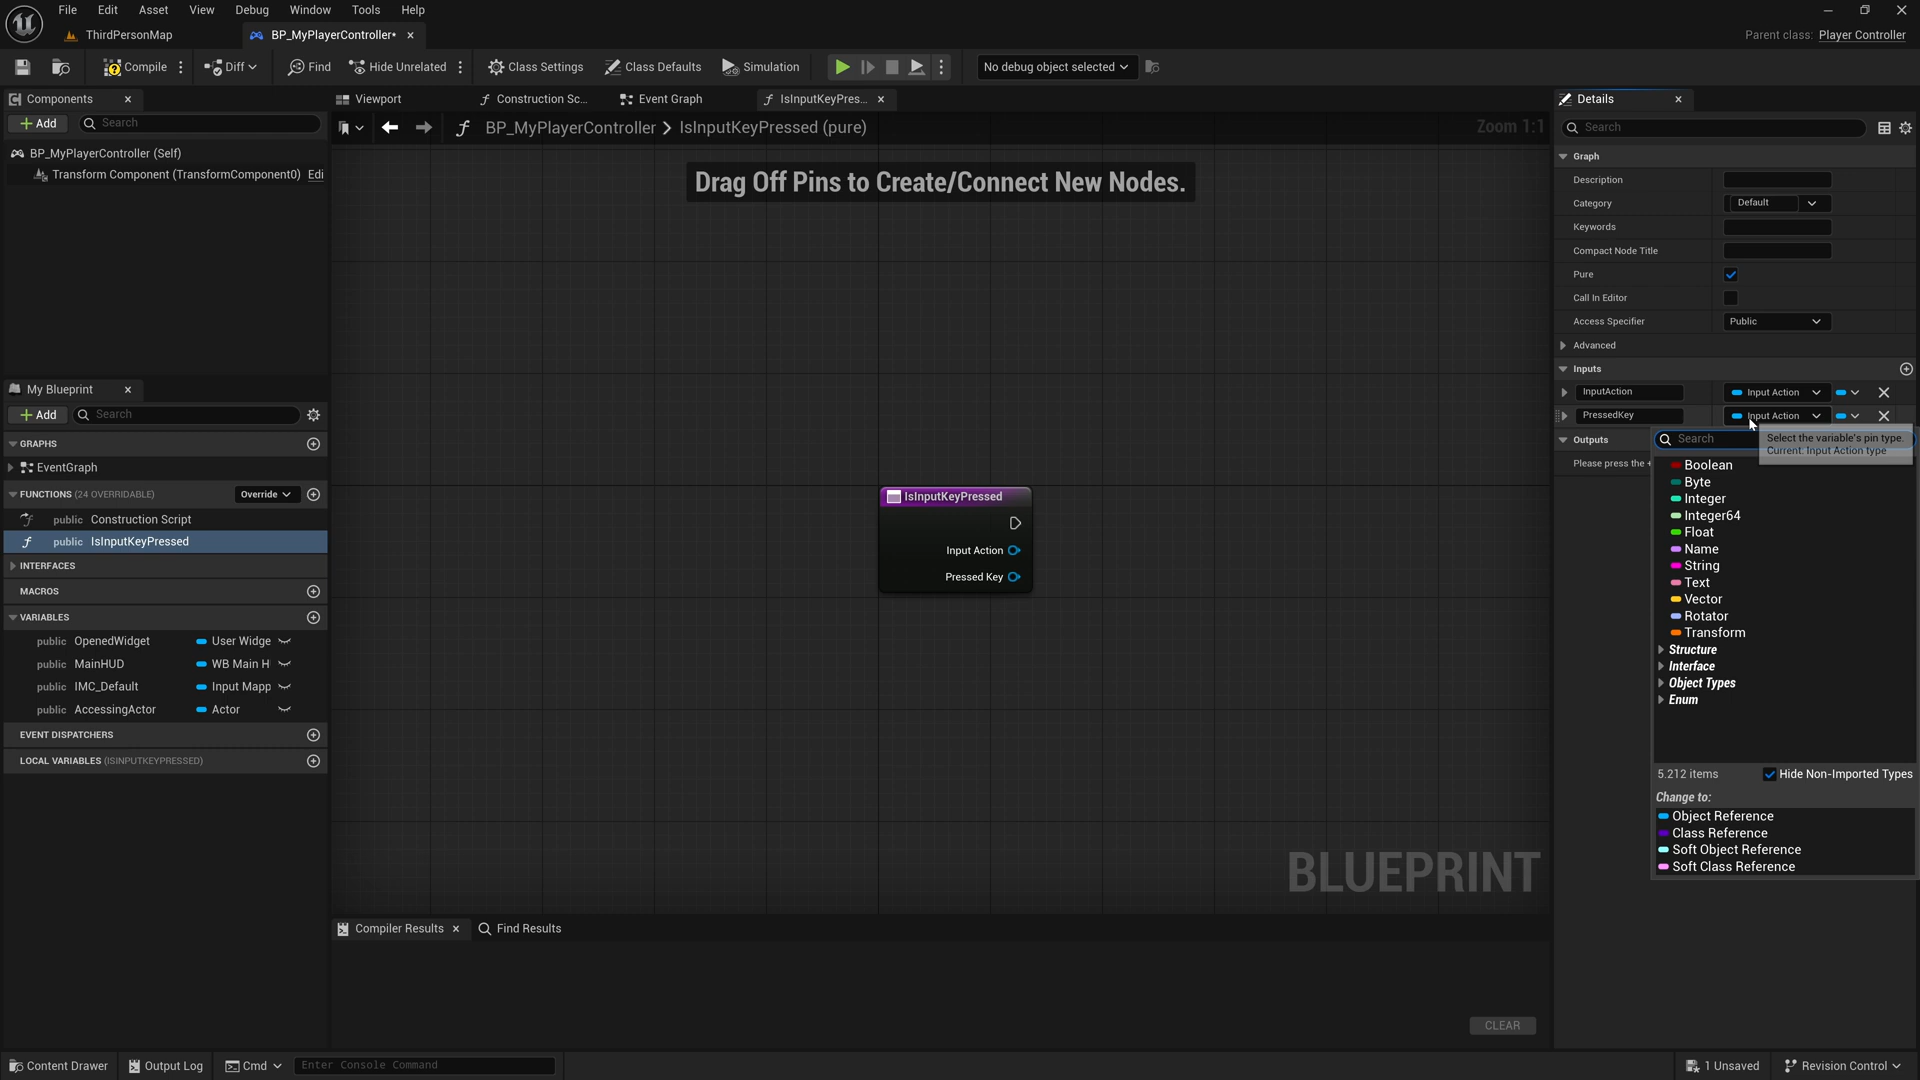 File Edit Asset View Debug Window Tools Help
ThirdPersonMap BP_MyPlayerController*
Parent class: Player Controller
Compile Diff Find Hide Unrelated Class Settings Class Defaults Simulation No debug object selected
Components
Add Search
BP_MyPlayerController (Self)
Transform Component (TransformComponent0) Edi
My Blueprint
Add Search
GRAPHS
EventGraph
FUNCTIONS (24 OVERRIDABLE) Override
public Construction Script
public IsInputKeyPressed
INTERFACES
MACROS
VARIABLES
public OpenedWidget User Widge
public MainHUD WB Main H
public IMC_Default Input Mapp
public AccessingActor Actor
EVENT DISPATCHERS
LOCAL VARIABLES (ISINPUTKEYPRESSED)
Viewport Construction Sc... Event Graph IsInputKeyPres...
BP_MyPlayerController > IsInputKeyPressed (pure) Zoom 1:1
Drag Off Pins to Create/Connect New Nodes.
IsInputKeyPressed
Input Action
Pressed Key
BLUEPRINT
Compiler Results Find Results
CLEAR
Details
Search
Graph
Description
Category Default
Keywords
Compact Node Title
Pure
Call In Editor
Access Specifier Public
Advanced
Inputs
InputAction Input Action
PressedKey Input Action
Outputs
Please press the +
Search
Select the variable's pin type.
Current: Input Action type
Boolean
Byte
Integer
Integer64
Float
Name
String
Text
Vector
Rotator
Transform
Structure
Interface
Object Types
Enum
5.212 items Hide Non-Imported Types
Change to:
Object Reference
Class Reference
Soft Object Reference
Soft Class Reference
Content Drawer Output Log Cmd Enter Console Command 1 Unsaved Revision Control